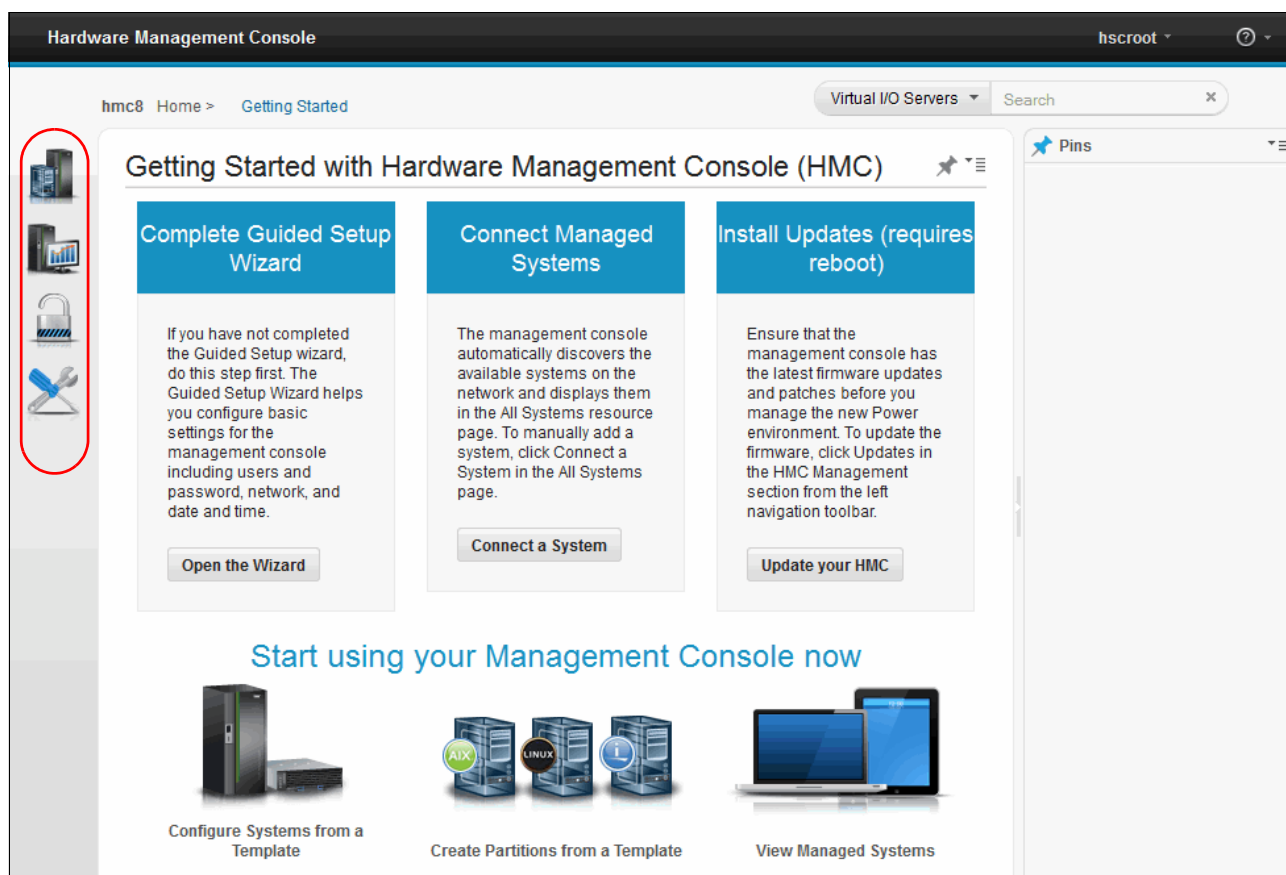 Hardware Management Console
hscroot
?
hmc8 Home > Getting Started
Virtual I/O Servers
Search
×
Getting Started with Hardware Management Console (HMC)
Pins
Complete Guided Setup
Wizard
If you have not completed
the Guided Setup wizard,
do this step first. The
Guided Setup Wizard helps
you configure basic
settings for the
management console
including users and
password, network, and
date and time.
Open the Wizard
Connect Managed
Systems
The management console
automatically discovers the
available systems on the
network and displays them
in the All Systems resource
page. To manually add a
system, click Connect a
System in the All Systems
page.
Connect a System
Install Updates (requires
reboot)
Ensure that the
management console has
the latest firmware updates
and patches before you
manage the new Power
environment. To update the
firmware, click Updates in
the HMC Management
section from the left
navigation toolbar.
Update your HMC
Start using your Management Console now
AIX
LINUX
i
Configure Systems from a
Template
Create Partitions from a Template
View Managed Systems